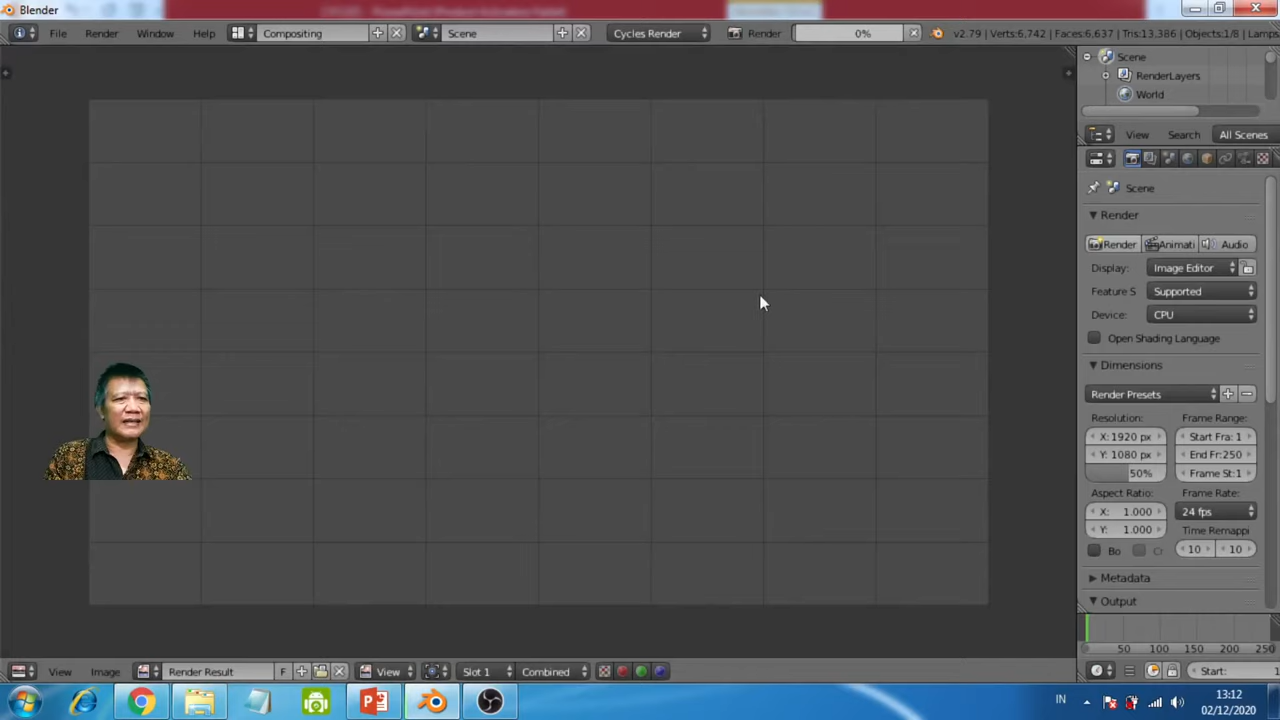 Blender
File Render Window Help Compositing Scene Cycles Render Render 0% v2.79 | Verts:6,742 | Faces:6,637 | Tris:13,386 | Objects:1/8 | Lamps
Scene
RenderLayers
World
View Search All Scenes
Scene
Render
Render Animati Audio
Display: Image Editor
Feature S Supported
Device: CPU
Open Shading Language
Dimensions
Render Presets
Resolution: Frame Range:
X: 1920 px Start Fra: 1
Y: 1080 px End Fr:250
50% Frame St:1
Aspect Ratio: Frame Rate:
X: 1.000 24 fps
Y: 1.000 Time Remappi
Bo 10 10
Metadata
Output
50 100 150 200 250
View Image Render Result F View Slot 1 Combined Start: 1
IN 13:12
02/12/2020